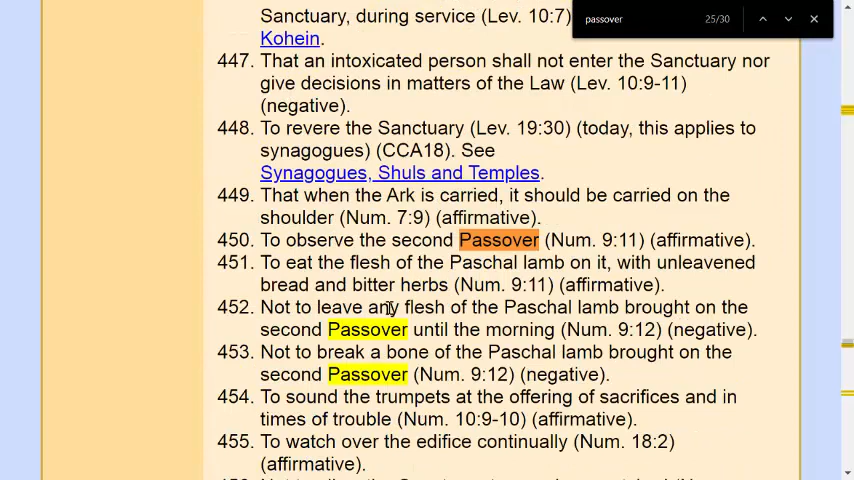 passover 25/30
Sanctuary, during service (Lev. 10:7)
Kohein.
447. That an intoxicated person shall not enter the Sanctuary nor
give decisions in matters of the Law (Lev. 10:9-11)
(negative).
448. To revere the Sanctuary (Lev. 19:30) (today, this applies to
synagogues) (CCA18). See
Synagogues, Shuls and Temples.
449. That when the Ark is carried, it should be carried on the
shoulder (Num. 7:9) (affirmative).
450. To observe the second Passover (Num. 9:11) (affirmative).
451. To eat the flesh of the Paschal lamb on it, with unleavened
bread and bitter herbs (Num. 9:11) (affirmative).
452. Not to leave any flesh of the Paschal lamb brought on the
second Passover until the morning (Num. 9:12) (negative).
453. Not to break a bone of the Paschal lamb brought on the
second Passover (Num. 9:12) (negative).
454. To sound the trumpets at the offering of sacrifices and in
times of trouble (Num. 10:9-10) (affirmative).
455. To watch over the edifice continually (Num. 18:2)
(affirmative).